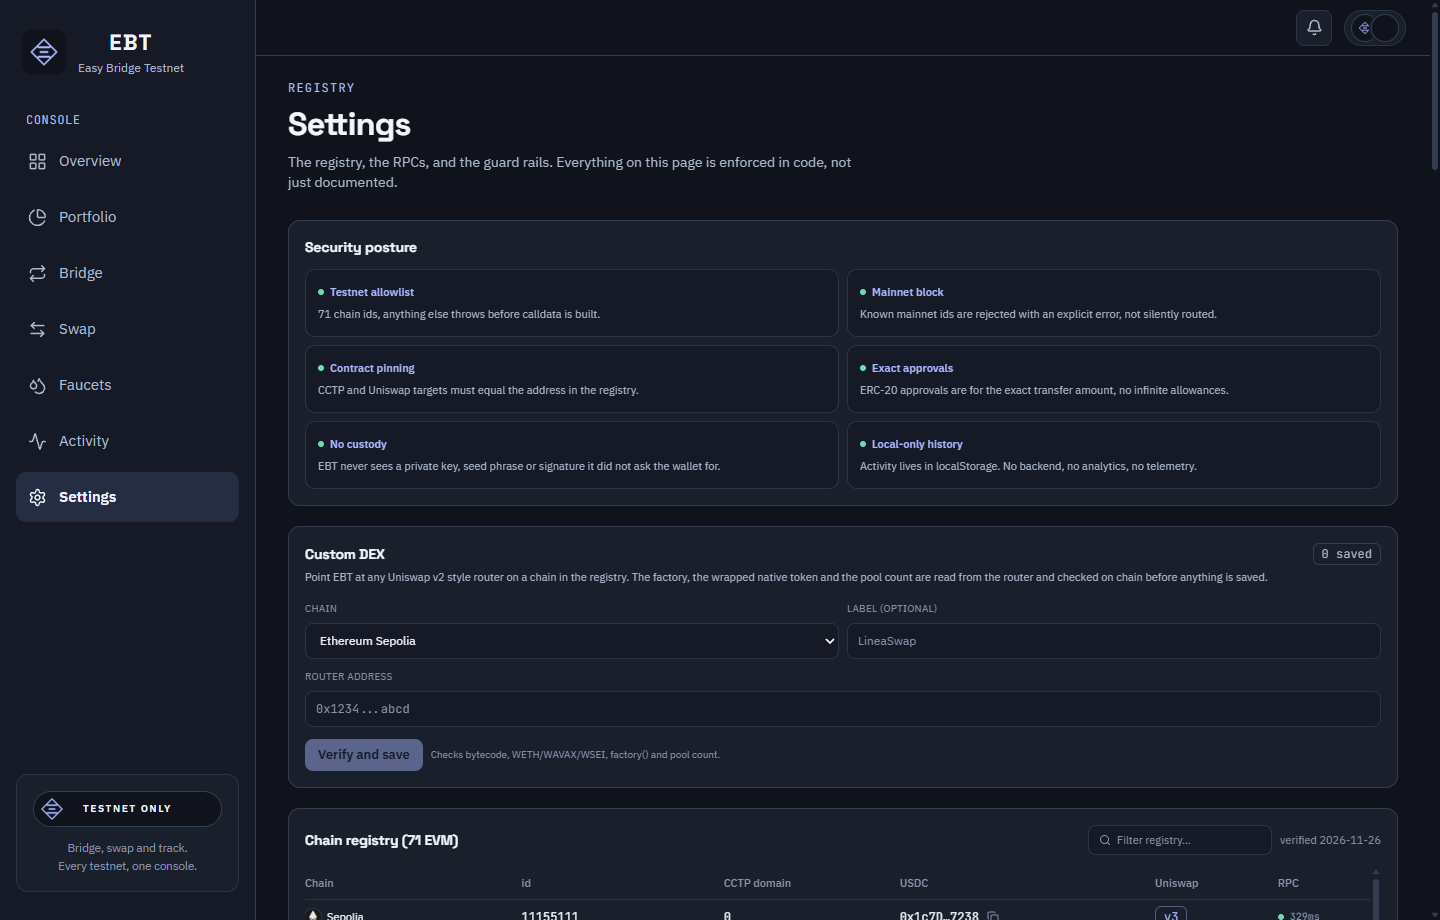 EBT
Easy Bridge Testnet
CONSOLE
Overview
Portfolio
Bridge
Swap
Faucets
Activity
Settings
TESTNET ONLY
Bridge, swap and track.
Every testnet, one console.
REGISTRY
Settings
The registry, the RPCs, and the guard rails. Everything on this page is enforced in code, not
just documented.
Security posture
Testnet allowlist
71 chain ids, anything else throws before calldata is built.
Mainnet block
Known mainnet ids are rejected with an explicit error, not silently routed.
Contract pinning
CCTP and Uniswap targets must equal the address in the registry.
Exact approvals
ERC-20 approvals are for the exact transfer amount, no infinite allowances.
No custody
EBT never sees a private key, seed phrase or signature it did not ask the wallet for.
Local-only history
Activity lives in localStorage. No backend, no analytics, no telemetry.
Custom DEX
0 saved
Point EBT at any Uniswap v2 style router on a chain in the registry. The factory, the wrapped native token and the pool count are read from the router and checked on chain before anything is saved.
CHAIN
LABEL (OPTIONAL)
Ethereum Sepolia
LineaSwap
ROUTER ADDRESS
0x1234...abcd
Verify and save
Checks bytecode, WETH/WAVAX/WSEI, factory() and pool count.
Chain registry (71 EVM)
Filter registry...
verified 2026-11-26
Chain id CCTP domain USDC Uniswap RPC
Sepolia 11155111 0 0x1c7D…7238 v3 329ms